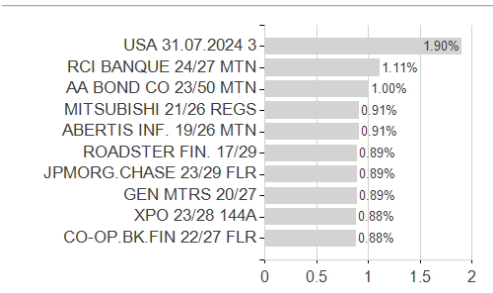 USA 31.07.2024 3 1.90%
RCI BANQUE 24/27 MTN 1.11%
AA BOND CO 23/50 MTN 1.00%
MITSUBISHI 21/26 REGS 0.91%
ABERTIS INF. 19/26 MTN 0.91%
ROADSTER FIN. 17/29 0.89%
JPMORG.CHASE 23/29 FLR 0.89%
GEN MTRS 20/27 0.89%
XPO 23/28 144A 0.88%
CO-OP.BK.FIN 22/27 FLR 0.88%
0 0.5 1 1.5 2